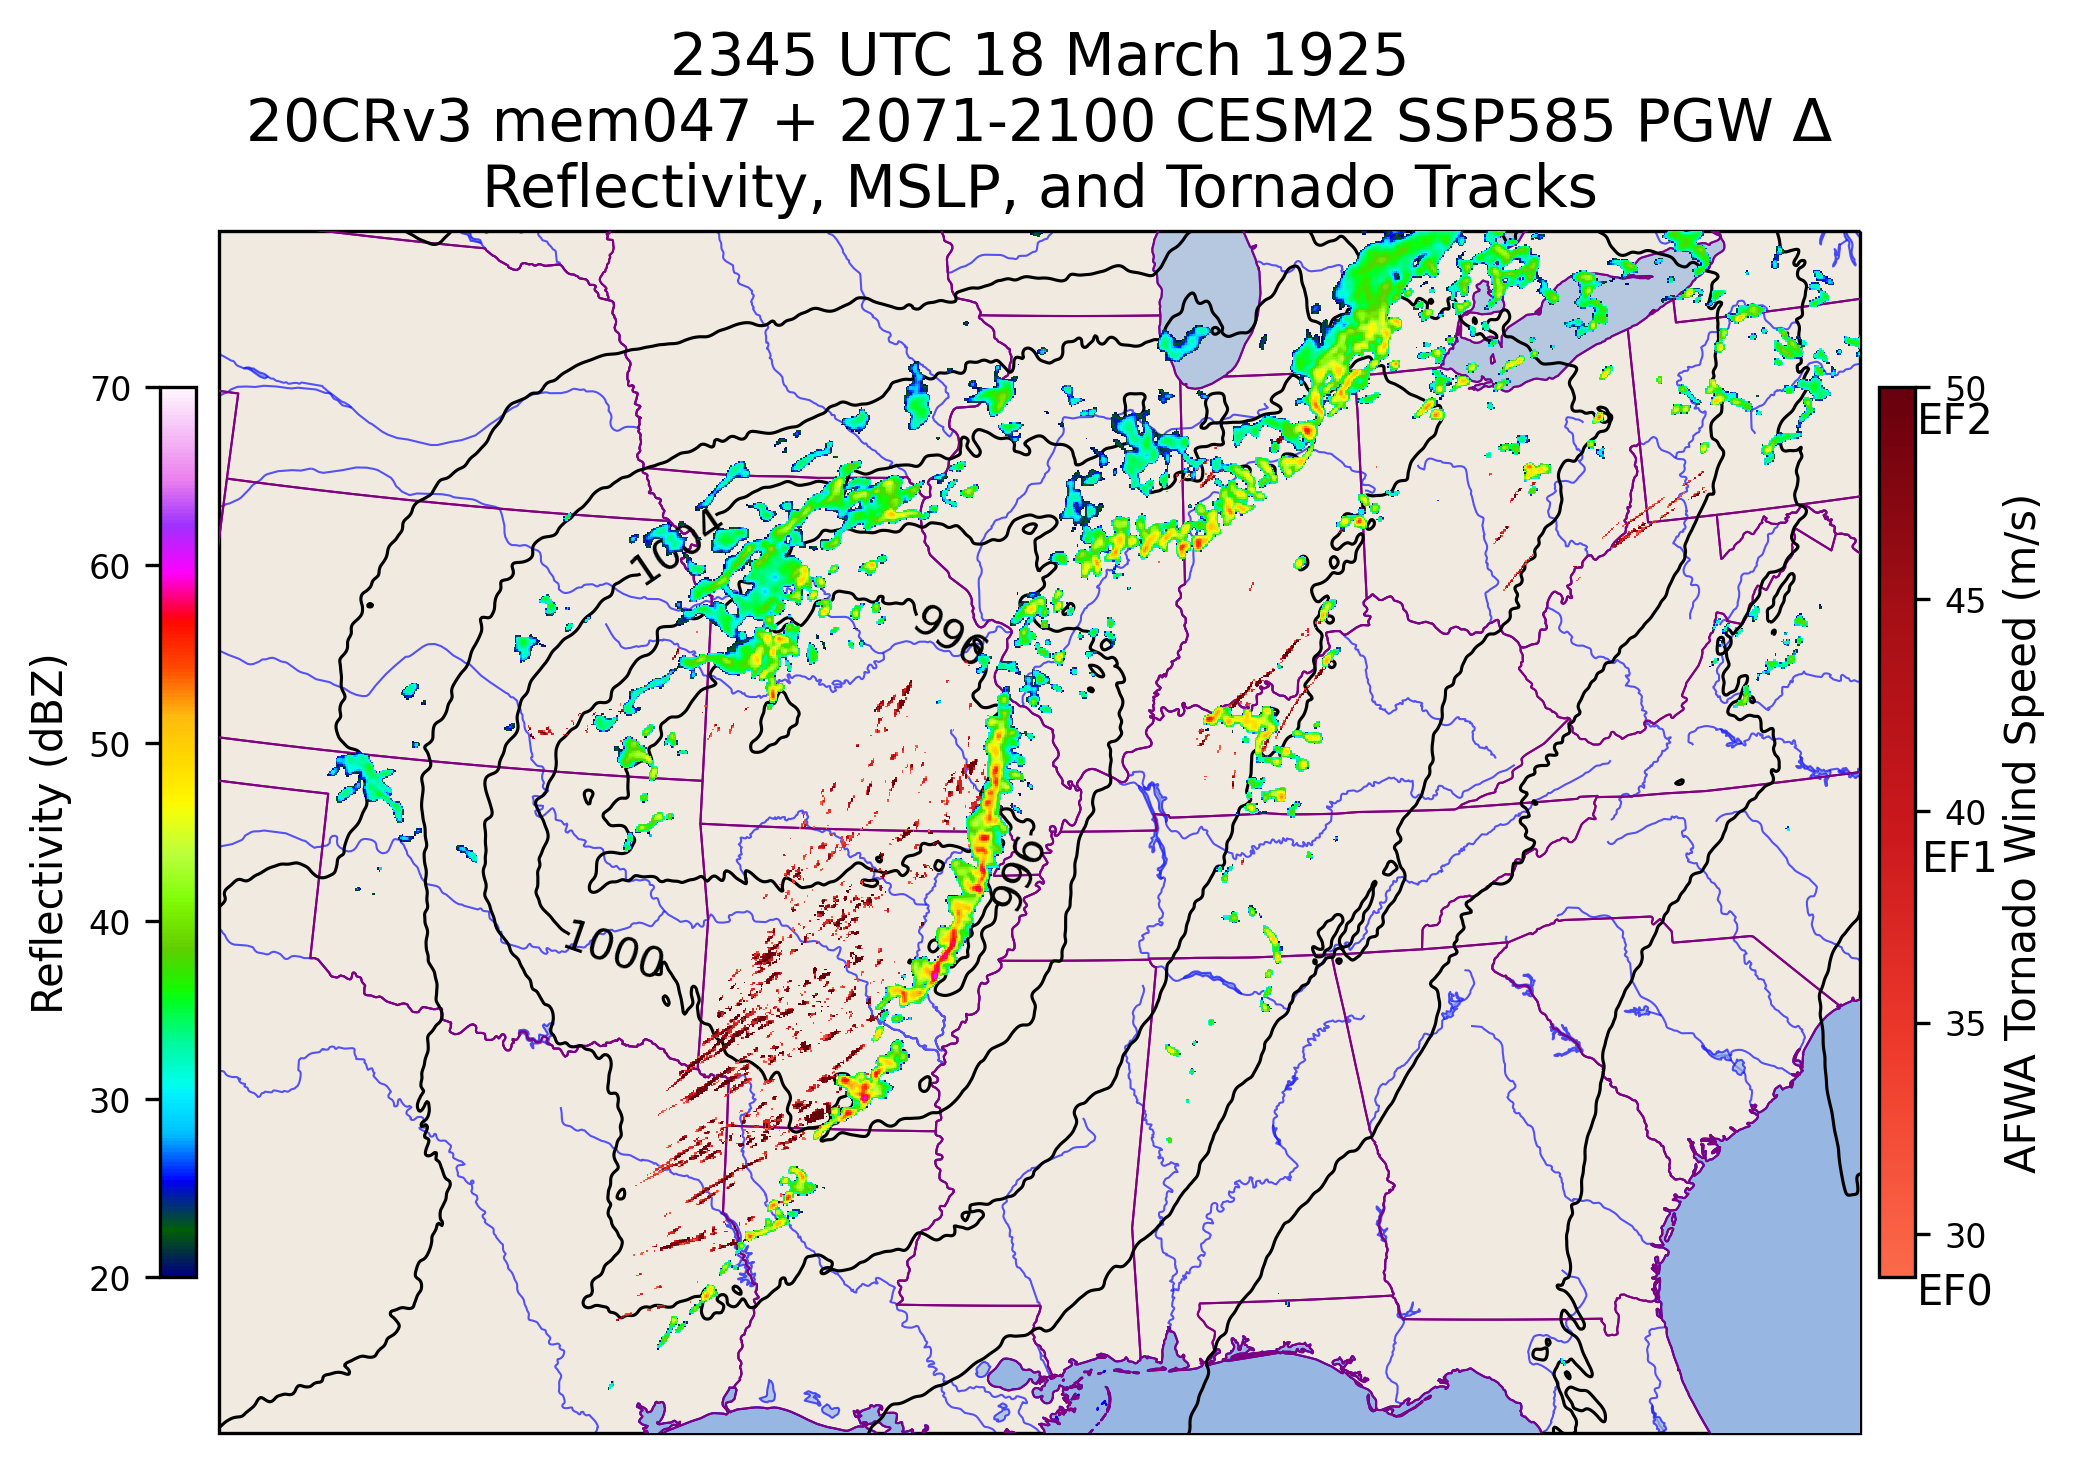 2345 UTC 18 March 1925
20CRv3 mem047 + 2071-2100 CESM2 SSP585 PGW Δ
Reflectivity, MSLP, and Tornado Tracks
70
60
50
40
30
20
Reflectivity (dBZ)
1004
996
996
1000
50
EF2
45
40
EF1
35
30
EF0
AFWA Tornado Wind Speed (m/s)